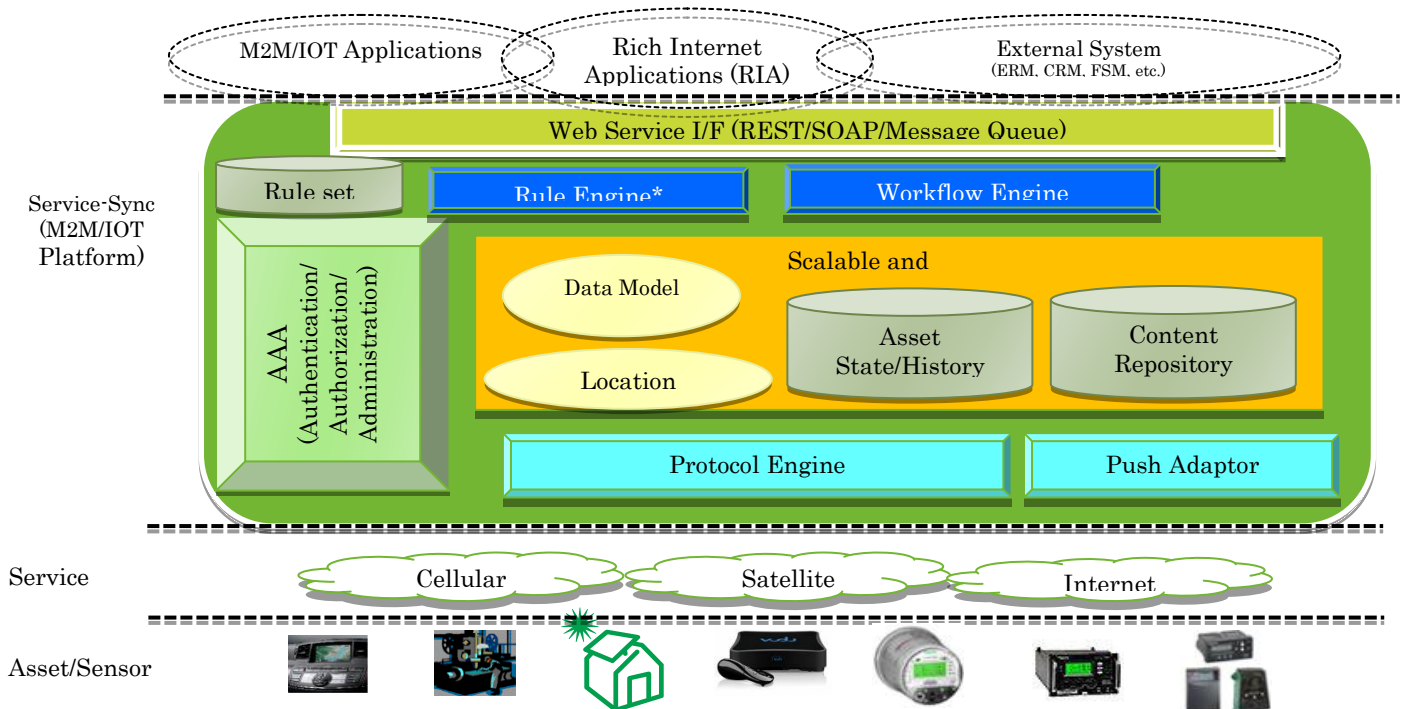 M2M/IOT Applications
Rich Internet
Applications (RIA)
External System
(ERM, CRM, FSM, etc.)
Web Service I/F (REST/SOAP/Message Queue)
Rule set
Rule Engine*
Workflow Engine
Service-Sync
(M2M/IOT
Platform)
AAA
(Authentication/
Authorization/
Administration)
Scalable and
Data Model
Location
Asset
State/History
Content
Repository
Protocol Engine
Push Adaptor
Service
Cellular
Satellite
Internet
Asset/Sensor